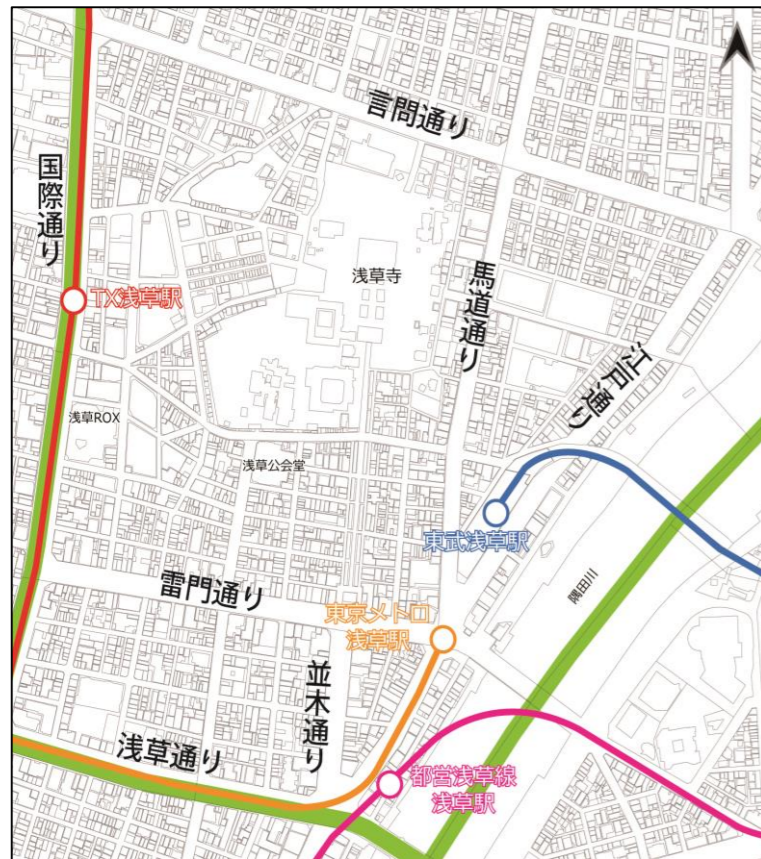 言問通り
国際通り
浅草寺
馬道通り
TX浅草駅
江戸通り
浅草ROX
浅草公会堂
東武浅草駅
隅田川
雷門通り
東京メトロ
浅草駅
並木通り
浅草通り
都営浅草線
浅草駅